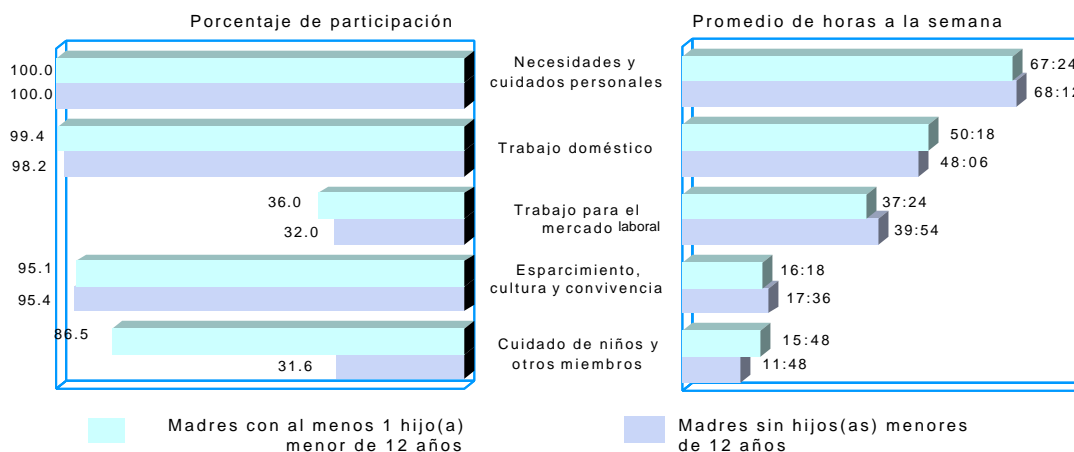 Porcentaje de participación
Promedio de horas a la semana
100.0
100.0
Necesidades y
cuidados personales
67:24
68:12
99.4
98.2
Trabajo doméstico
50:18
48:06
36.0
32.0
Trabajo para el
mercado laboral
37:24
39:54
95.1
95.4
Esparcimiento,
cultura y convivencia
16:18
17:36
86.5
31.6
Cuidado de niños y
otros miembros
15:48
11:48
Madres con al menos 1 hijo(a)
menor de 12 años
Madres sin hijos(as) menores
de 12 años